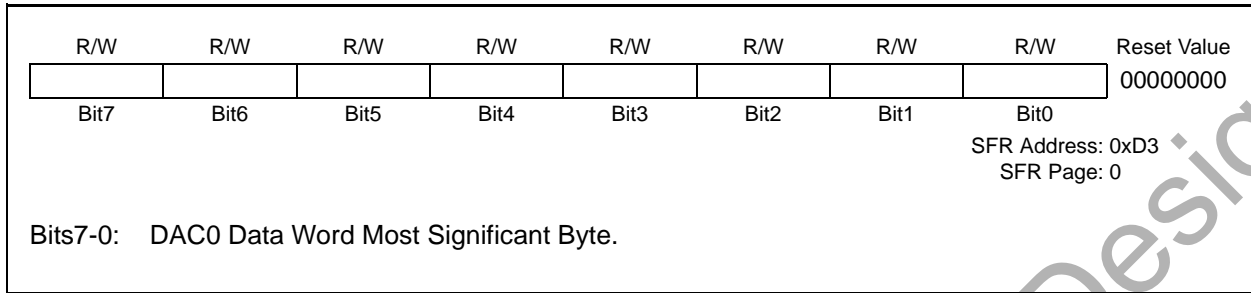 R/W R/W R/W R/W R/W R/W R/W R/W Reset Value
00000000
Bit7 Bit6 Bit5 Bit4 Bit3 Bit2 Bit1 Bit0
SFR Address: 0xD3
SFR Page: 0
Bits7-0: DAC0 Data Word Most Significant Byte.